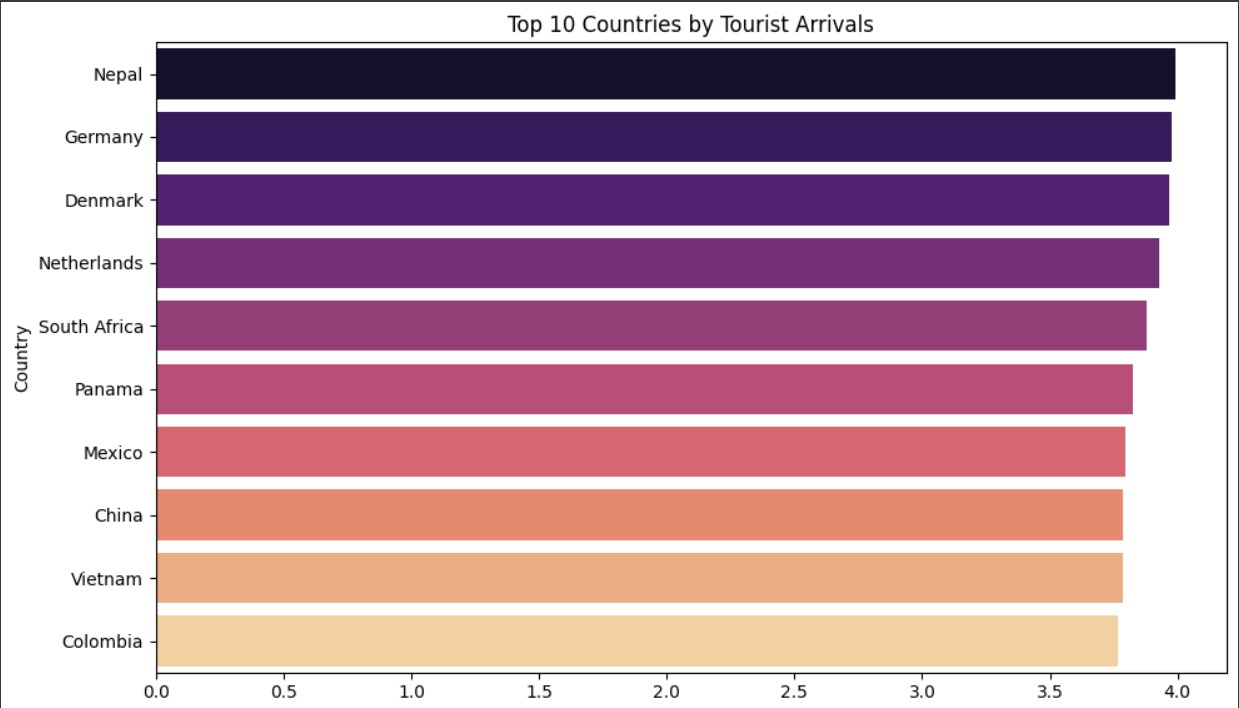 Top 10 Countries by Tourist Arrivals
Nepal
Germany
Denmark
Netherlands
South Africa
Panama
Mexico
China
Vietnam
Colombia
Country
0.0 0.5 1.0 1.5 2.0 2.5 3.0 3.5 4.0